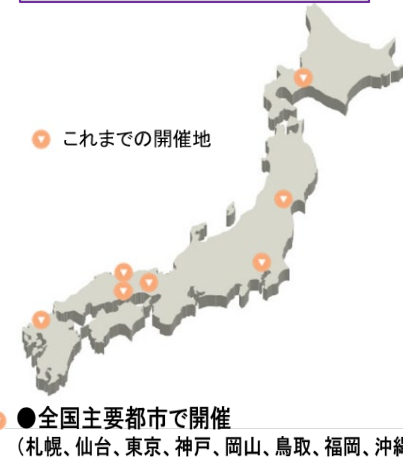 これまでの開催地
●全国主要都市で開催
(札幌、仙台、東京、神戸、岡山、鳥取、福岡、沖縄